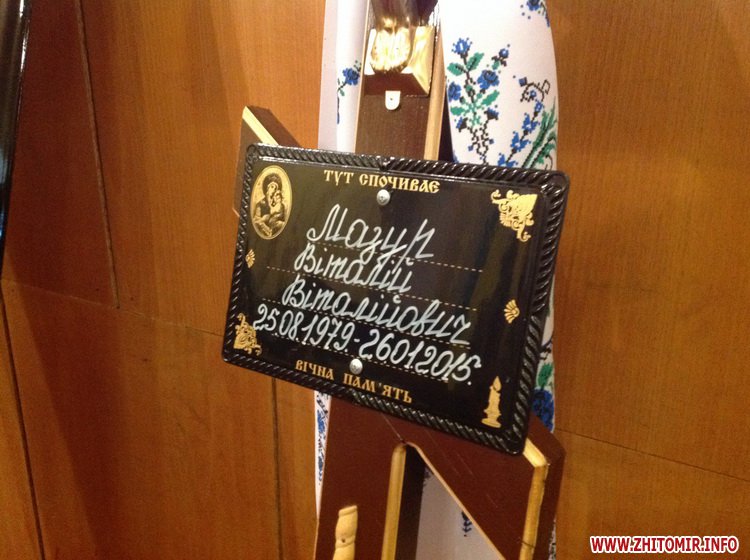 ТУТ СПОЧИВАЄ
Мазур
Віталій
Віталійович
25.08.1979-26.01.2015.
ВІЧНА ПАМ'ЯТЬ
WWW.ZHITOMIR.INFO